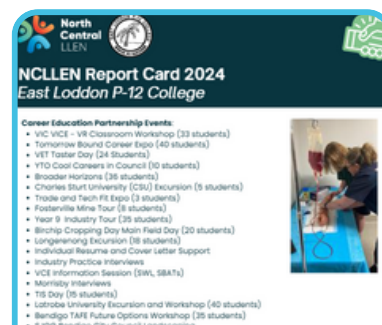 North
Central
LLEN
NCLLEN Report Card 2024
East Loddon P-12 College
Career Education Partnership Events:
• VIC VICE - VR Classroom Workshop (33 students)
• Tomorrow Bound Career Expo (40 students)
• VET Taster Day (24 Students)
• YTD Cool Careers in Council (10 students)
• Broader Horizons (36 students)
• Charles Sturt University (CSU) Excursion (5 students)
• Trade and Tech Fit Expo (3 students)
• Fosterville Mine Tour (8 students)
• Year 9 Industry Tour (35 students)
• Birchip Cropping Day Main Field Day (20 students)
• Longerenong Excursion (18 students)
• Individual Resume and Cover Letter Support
• Industry Practice Interviews
• VCE Information Session (SWL, SBATs)
• Morrisby Interviews
• TIS Day (15 students)
• Latrobe University Excursion and Workshop (40 students)
• Bendigo TAFE Future Options Workshop (35 students)